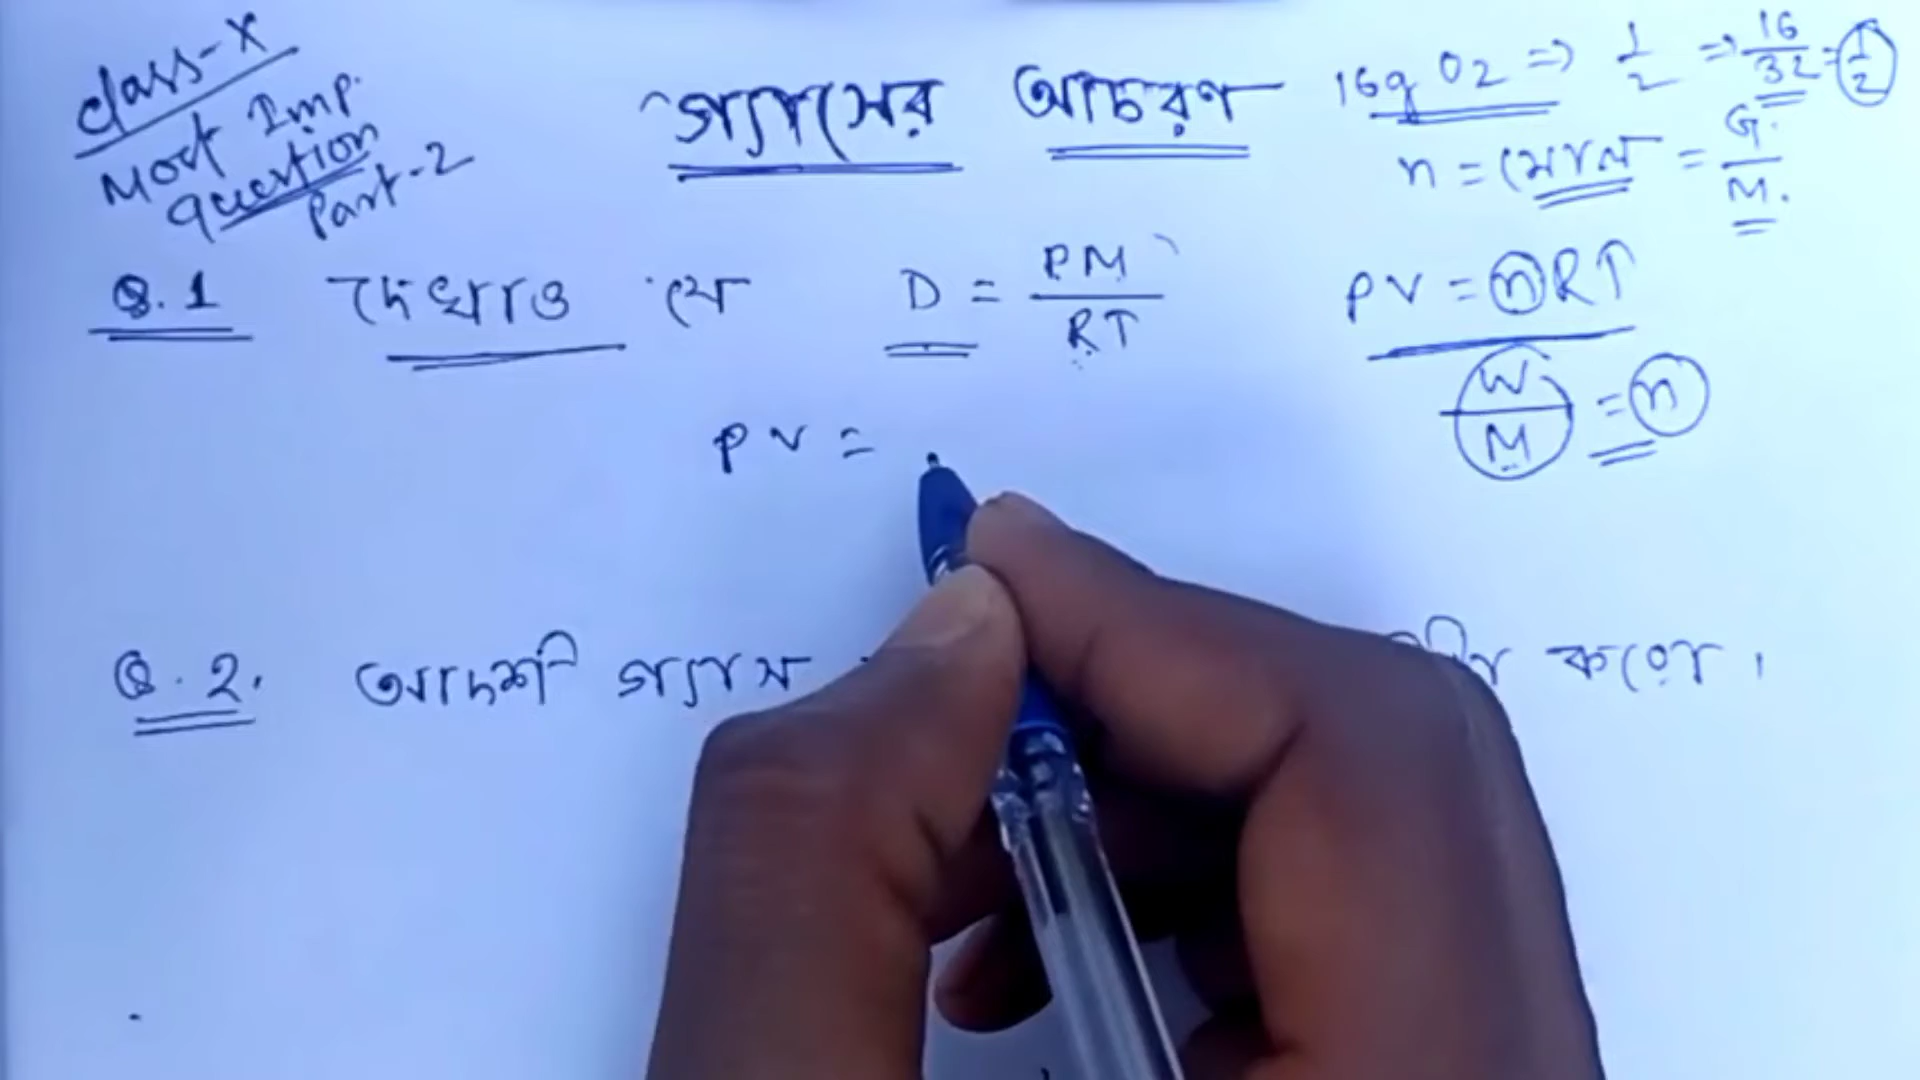 Class-X
Most Imp.
Question
Part-2
গ্যাসের আচরণ
16g O2 => 1/2 => 16/32 = 1/2
n = মোল = G./M.
Q.1 দেখাও যে D = PM/RT
PV = nRT
W/M = n
PV =
Q.2. আদর্শ গ্যাস করো।